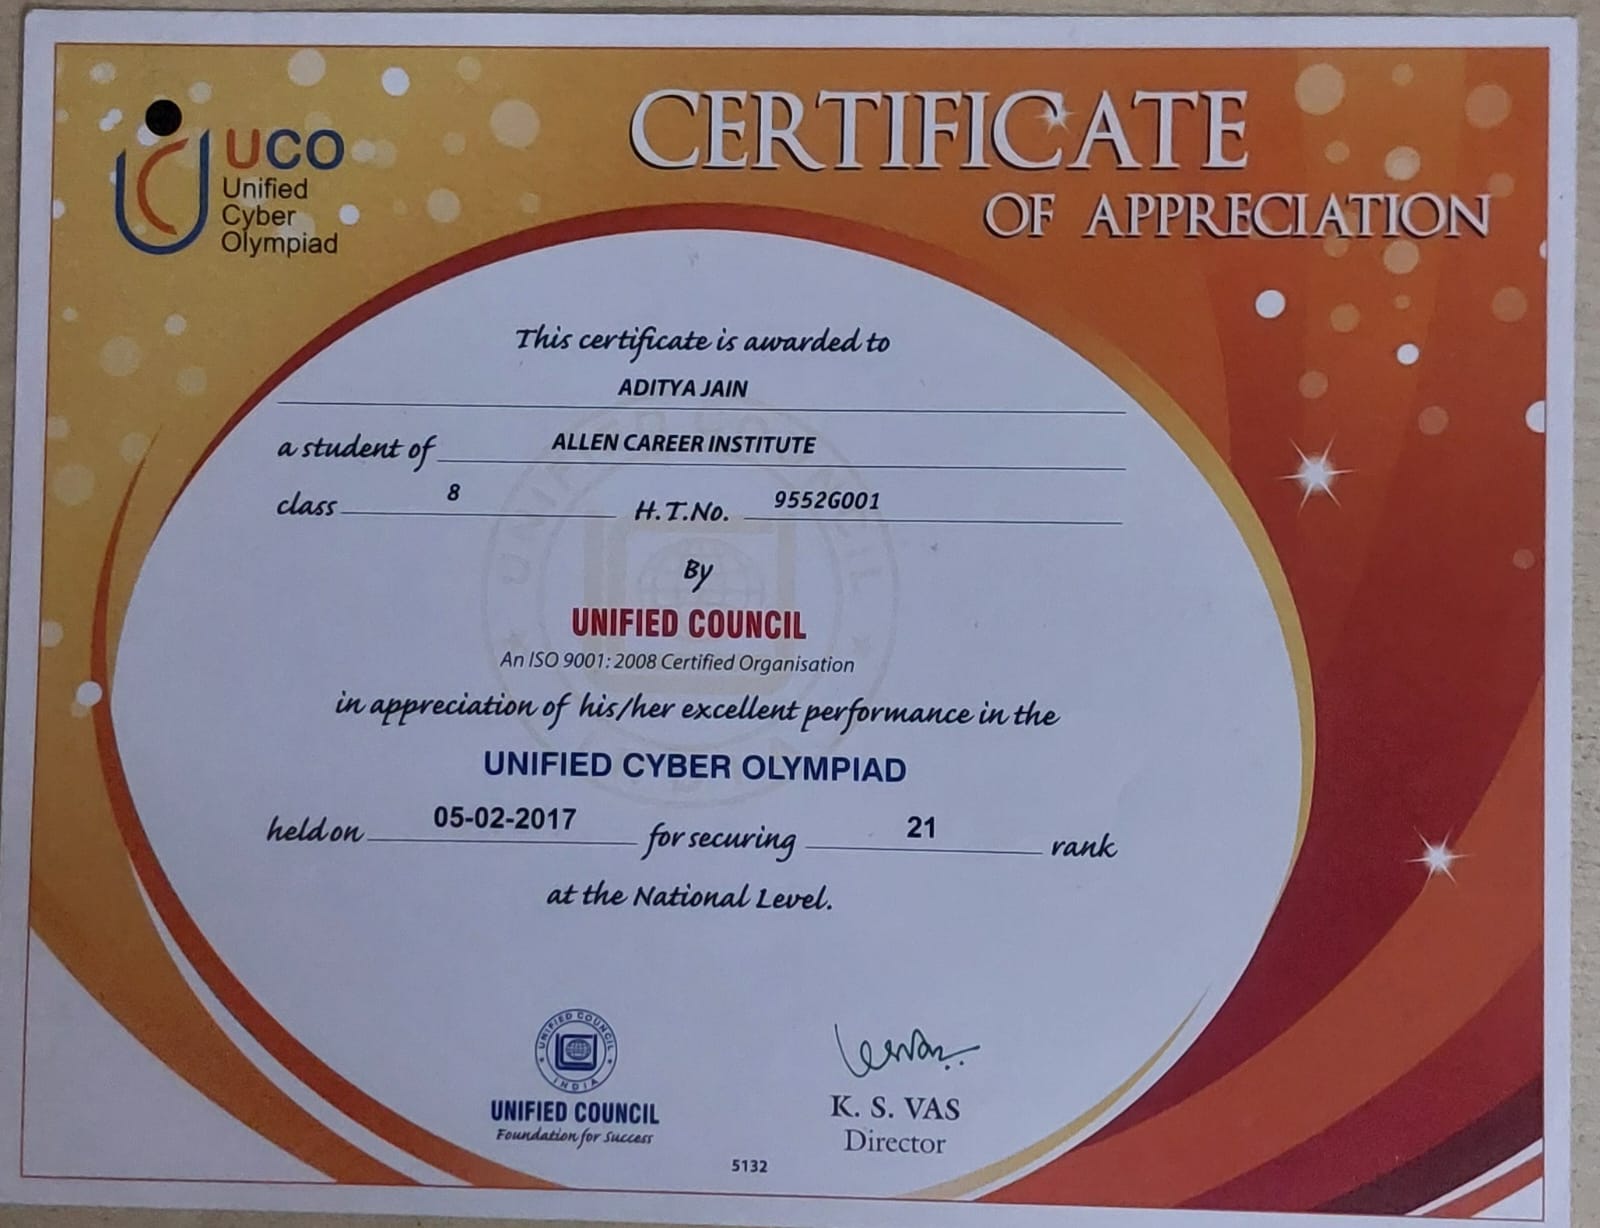 UCO
Unified
Cyber
Olympiad
CERTIFICATE
OF APPRECIATION
This certificate is awarded to
ADITYA JAIN
a student of ALLEN CAREER INSTITUTE
class 8 H.T.No. 9552G001
By
UNIFIED COUNCIL
An ISO 9001: 2008 Certified Organisation
in appreciation of his/her excellent performance in the
UNIFIED CYBER OLYMPIAD
held on 05-02-2017 for securing 21 rank
at the National Level.
UNIFIED COUNCIL
INDIA
UNIFIED COUNCIL
Foundation for Success
K. S. VAS
Director
5132